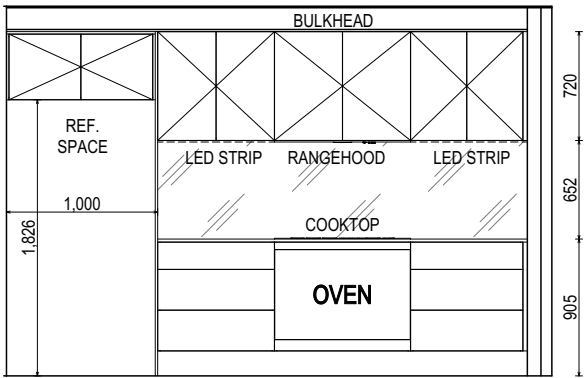 BULKHEAD
720
REF.
SPACE
LED STRIP RANGEHOOD LED STRIP
652
1,000
1,826
COOKTOP
OVEN
905